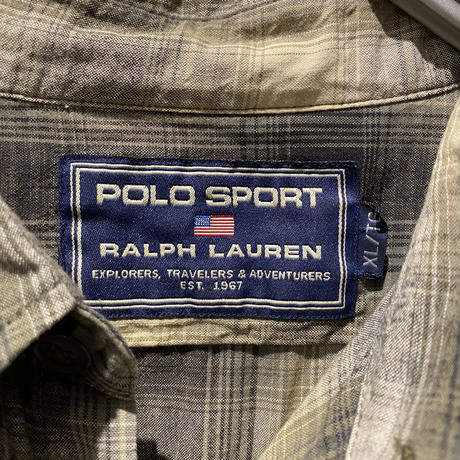 POLO SPORT
RALPH LAUREN
EXPLORERS, TRAVELERS & ADVENTURERS
EST. 1967
XL/TG